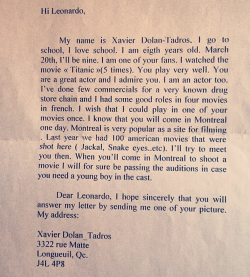 Hi Leonardo,
My name is Xavier Dolan-Tadros, I go to
school, I love school. I am eigth years old. March
20th, I'll be nine. I am one of your fans. I watched the
movie « Titanic »(5 times). You play very well. You
are a great actor and I admire you. I am an actor too.
I've done few commercials for a very known drug
store chain and I had some good roles in four movies
in french. I wish that I could play in one of your
movies once. I know that you will come in Montreal
one day. Montreal is very popular as a site for filming
. Last year we had 100 american movies that were
shot here ( Jackal, Snake eyes..etc). I'll try to meet
you then. When you'll come in Montreal to shoot a
movie I will for sure be passing the auditions in case
you need a young boy in the cast.
Dear Leonardo, I hope sincerely that you will
answer my letter by sending me one of your picture.
My address:
Xavier Dolan_Tadros
3322 rue Matte
Longueuil, Qc.
J4L 4P8